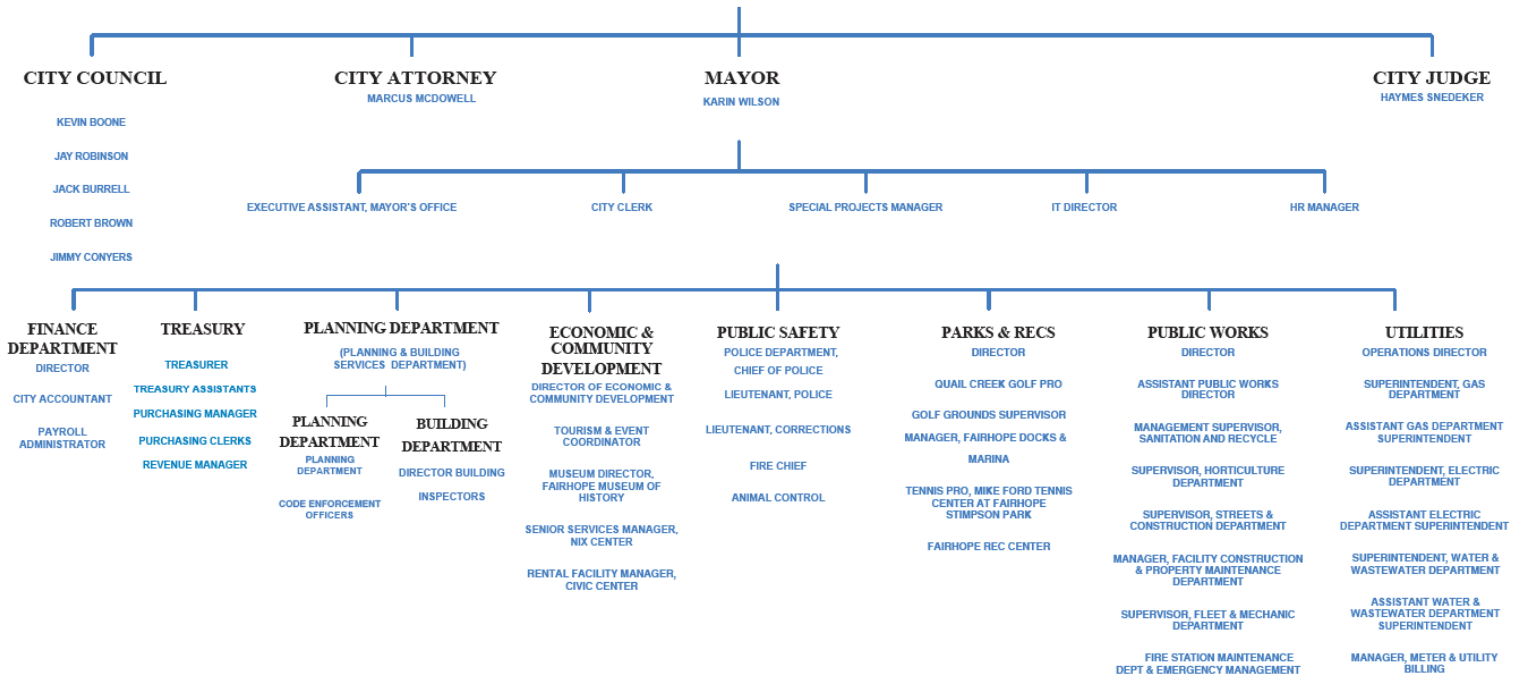 CITY COUNCIL
KEVIN BOONE
JAY ROBINSON
JACK BURRELL
ROBERT BROWN
JIMMY CONYERS
CITY ATTORNEY
MARCUS MCDOWELL
MAYOR
KARIN WILSON
CITY JUDGE
HAYMES SNEDEKER
EXECUTIVE ASSISTANT, MAYOR'S OFFICE
CITY CLERK
SPECIAL PROJECTS MANAGER
IT DIRECTOR
HR MANAGER
FINANCE
DEPARTMENT
DIRECTOR
CITY ACCOUNTANT
PAYROLL
ADMINISTRATOR
TREASURY
TREASURER
TREASURY ASSISTANTS
PURCHASING MANAGER
PURCHASING CLERKS
REVENUE MANAGER
PLANNING DEPARTMENT
(PLANNING & BUILDING
SERVICES DEPARTMENT)
PLANNING
DEPARTMENT
PLANNING
DEPARTMENT
CODE ENFORCEMENT
OFFICERS
BUILDING
DEPARTMENT
DIRECTOR BUILDING
INSPECTORS
ECONOMIC &
COMMUNITY
DEVELOPMENT
DIRECTOR OF ECONOMIC &
COMMUNITY DEVELOPMENT
TOURISM & EVENT
COORDINATOR
MUSEUM DIRECTOR,
FAIRHOPE MUSEUM OF
HISTORY
SENIOR SERVICES MANAGER,
NIX CENTER
RENTAL FACILITY MANAGER,
CIVIC CENTER
PUBLIC SAFETY
POLICE DEPARTMENT,
CHIEF OF POLICE
LIEUTENANT, POLICE
LIEUTENANT, CORRECTIONS
FIRE CHIEF
ANIMAL CONTROL
PARKS & RECS
DIRECTOR
QUAIL CREEK GOLF PRO
GOLF GROUNDS SUPERVISOR
MANAGER, FAIRHOPE DOCKS &
MARINA
TENNIS PRO, MIKE FORD TENNIS
CENTER AT FAIRHOPE
STIMPSON PARK
FAIRHOPE REC CENTER
PUBLIC WORKS
DIRECTOR
ASSISTANT PUBLIC WORKS
DIRECTOR
MANAGEMENT SUPERVISOR,
SANITATION AND RECYCLE
SUPERVISOR, HORTICULTURE
DEPARTMENT
SUPERVISOR, STREETS &
CONSTRUCTION DEPARTMENT
MANAGER, FACILITY CONSTRUCTION
& PROPERTY MAINTENANCE
DEPARTMENT
SUPERVISOR, FLEET & MECHANIC
DEPARTMENT
FIRE STATION MAINTENANCE
DEPT & EMERGENCY MANAGEMENT
UTILITIES
OPERATIONS DIRECTOR
SUPERINTENDENT, GAS
DEPARTMENT
ASSISTANT GAS DEPARTMENT
SUPERINTENDENT
SUPERINTENDENT, ELECTRIC
DEPARTMENT
ASSISTANT ELECTRIC
DEPARTMENT SUPERINTENDENT
SUPERINTENDENT, WATER &
WASTEWATER DEPARTMENT
ASSISTANT WATER &
WASTEWATER DEPARTMENT
SUPERINTENDENT
MANAGER, METER & UTILITY
BILLING